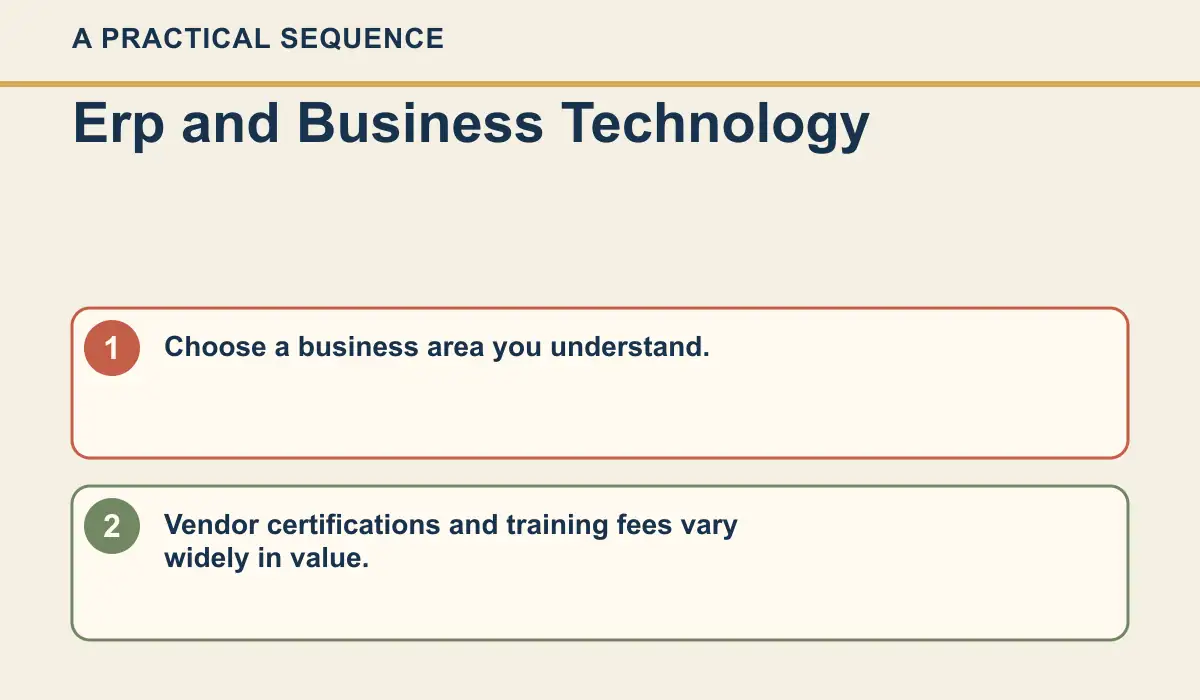 A PRACTICAL SEQUENCE
Erp and Business Technology
1
Choose a business area you understand.
2
Vendor certifications and training fees vary
widely in value.